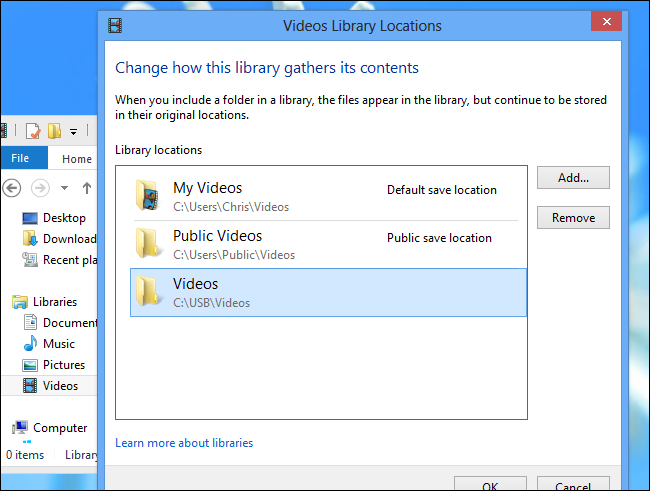 Videos Library Locations
Change how this library gathers its contents
When you include a folder in a library, the files appear in the library, but continue to be stored
in their original locations.
Library locations
My Videos
Default save location
C:\Users\Chris\Videos
Public Videos
Public save location
C:\Users\Public\Videos
Videos
C:\USB\Videos
Add...
Remove
Learn more about libraries
OK
Cancel
File
Home
Desktop
Download
Recent pla
Libraries
Document
Music
Pictures
Videos
Computer
0 items
Library